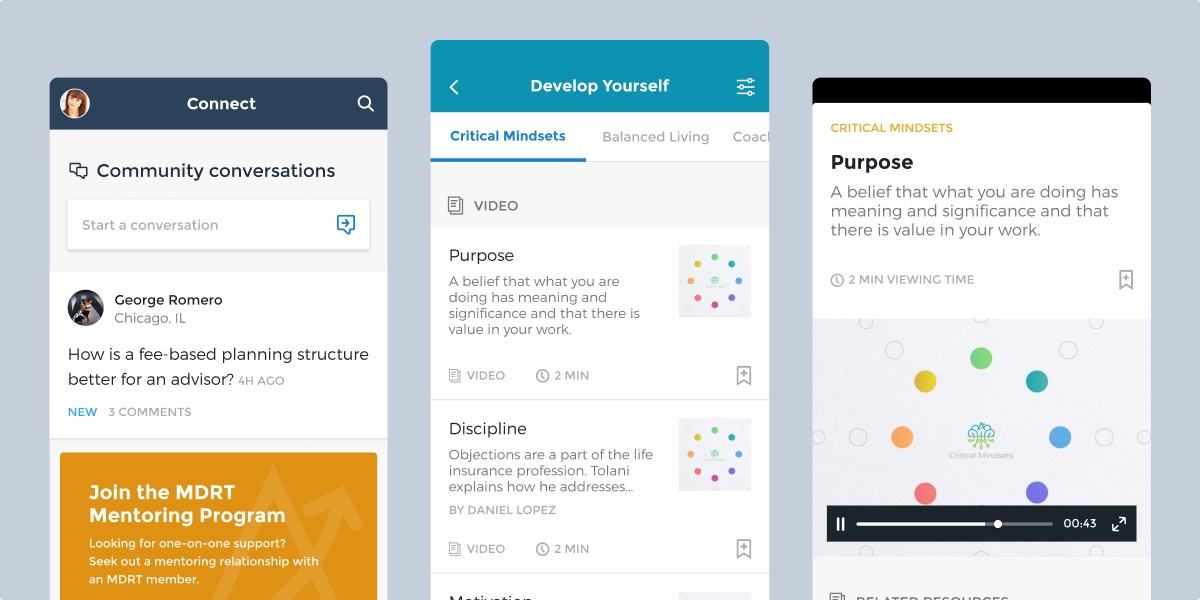 Connect
Community conversations
Start a conversation
George Romero
Chicago, IL
How is a fee-based planning structure
better for an advisor? 4H AGO
NEW 3 COMMENTS
Join the MDRT
Mentoring Program
Looking for one-on-one support?
Seek out a mentoring relationship with
an MDRT member.
Develop Yourself
Critical Mindsets Balanced Living Coac
VIDEO
Purpose
A belief that what you are
doing has meaning and
significance and that there is
value in your work.
VIDEO 2 MIN
Discipline
Objections are a part of the life
insurance profession. Tolani
explains how he addresses...
BY DANIEL LOPEZ
VIDEO 2 MIN
Motivation
CRITICAL MINDSETS
Purpose
A belief that what you are doing has
meaning and significance and that
there is value in your work.
2 MIN VIEWING TIME
Critical Mindsets
00:43
RELATED RESOURCES